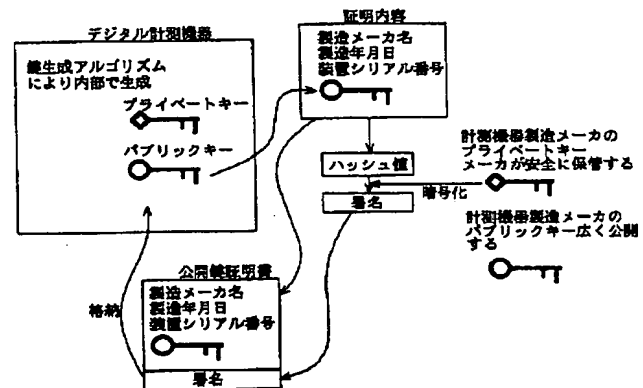 デジタル計測機器
鍵生成アルゴリズム
により内部で生成
プライベートキー
パブリックキー
証明内容
製造メーカ名
製造年月日
装置シリアル番号
ハッシュ値
署名
暗号化
計測機器製造メーカの
プライベートキー
メーカが安全に保管する
計測機器製造メーカの
パブリックキー広く公開
する
格納
公開鍵証明書
製造メーカ名
製造年月日
装置シリアル番号
署名